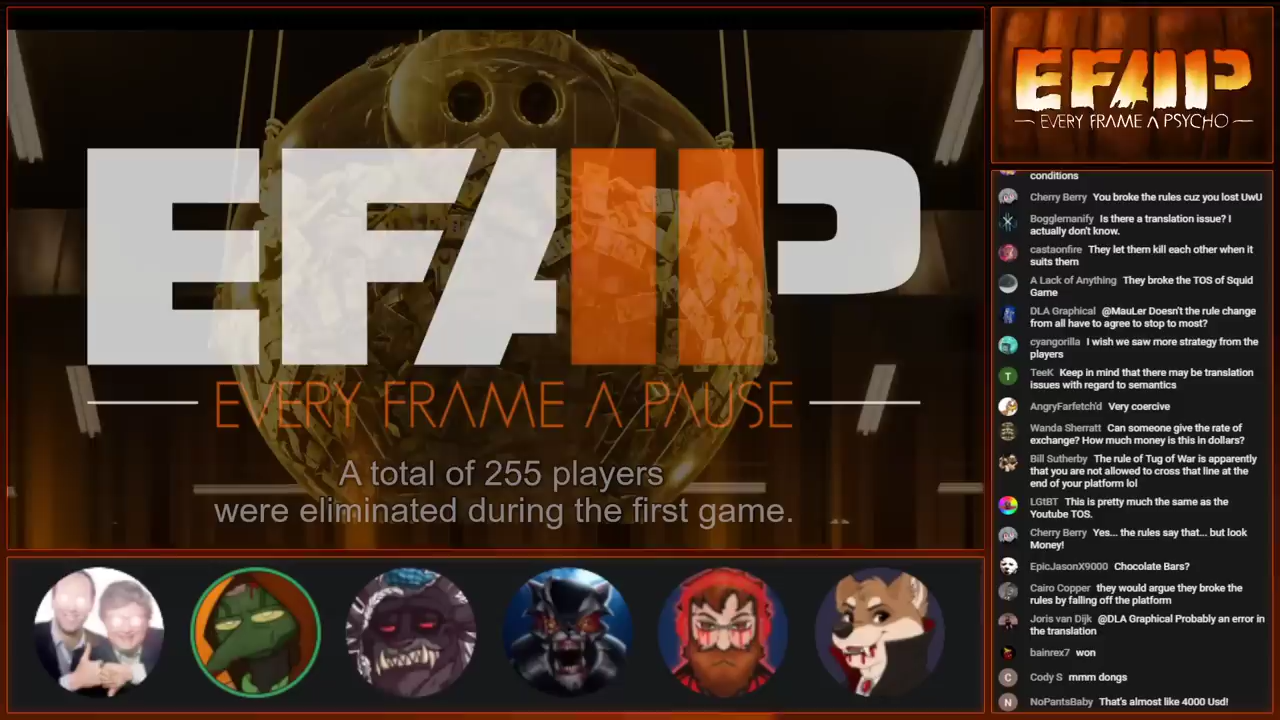 EFAP
EVERY FRAME A PAUSE
A total of 255 players
were eliminated during the first game.
EFAP
EVERY FRAME A PSYCHO
conditions
Cherry Berry You broke the rules cuz you lost UwU
Bogglemanify Is there a translation issue? I
actually don't know.
castaonfire They let them kill each other when it
suits them
A Lack of Anything They broke the TOS of Squid
Game
DLA Graphical @MauLer Doesn't the rule change
from all have to agree to stop to most?
cyangorilla I wish we saw more strategy from the
players
T
TeeK Keep in mind that there may be translation
issues with regard to semantics
AngryFarfetch'd Very coercive
Wanda Sherratt Can someone give the rate of
exchange? How much money is this in dollars?
Bill Sutherby The rule of Tug of War is apparently
that you are not allowed to cross that line at the
end of your platform lol
LGtBT This is pretty much the same as the
Youtube TOS.
Cherry Berry Yes... the rules say that... but look
Money!
EpicJasonX9000 Chocolate Bars?
Cairo Copper they would argue they broke the
rules by falling off the platform
Joris van Dijk @DLA Graphical Probably an error in
the translation
bainrex7 won
C
Cody S mmm dongs
N
NoPantsBaby That's almost like 4000 Usd!